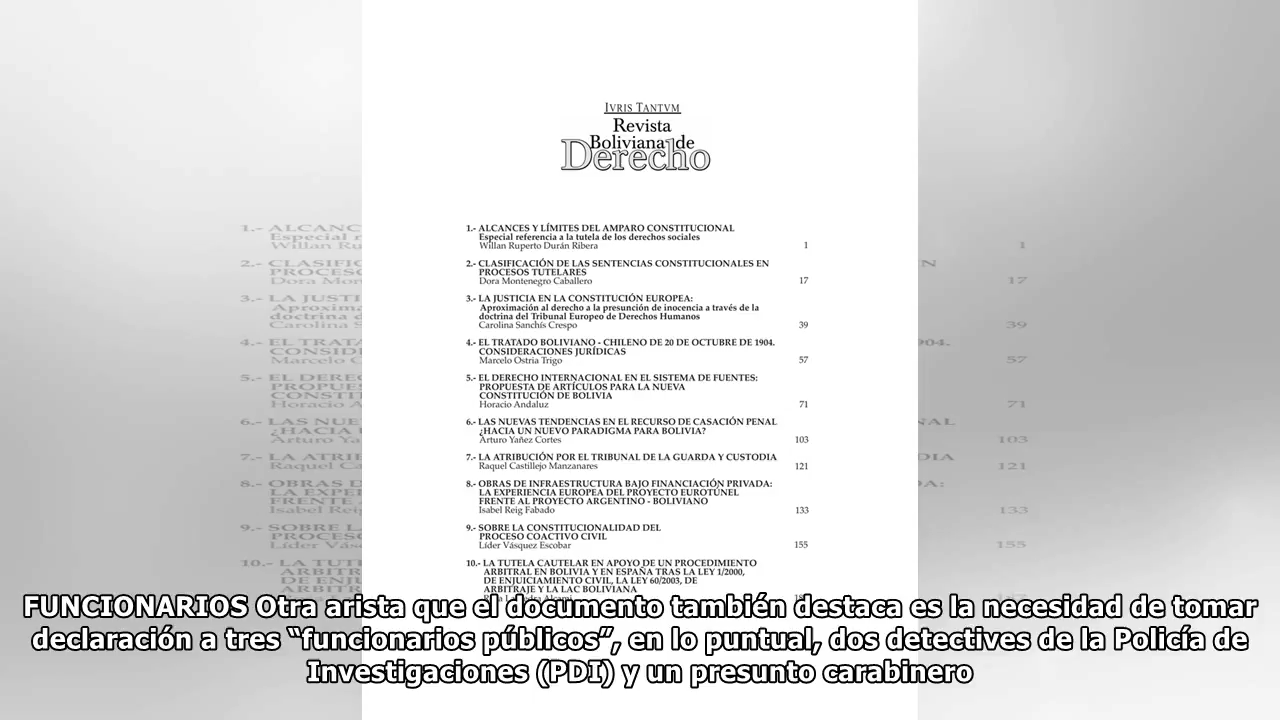 JVRIS TANTVM
Revista
Boliviana de
Derecho
1.- ALCANCES Y LÍMITES DEL AMPARO CONSTITUCIONAL
Especial referencia a la tutela de los derechos sociales
Willan Ruperto Durán Ribera 1
2.- CLASIFICACIÓN DE LAS SENTENCIAS CONSTITUCIONALES EN
PROCESOS TUTELARES
Dora Montenegro Caballero 17
3.- LA JUSTICIA EN LA CONSTITUCIÓN EUROPEA:
Aproximación al derecho a la presunción de inocencia a través de la
doctrina del Tribunal Europeo de Derechos Humanos
Carolina Sanchís Crespo 39
4.- EL TRATADO BOLIVIANO - CHILENO DE 20 DE OCTUBRE DE 1904.
CONSIDERACIONES JURÍDICAS
Marcelo Ostria Trigo 57
5.- EL DERECHO INTERNACIONAL EN EL SISTEMA DE FUENTES:
PROPUESTA DE ARTÍCULOS PARA LA NUEVA
CONSTITUCIÓN DE BOLIVIA
Horacio Andaluz 71
6.- LAS NUEVAS TENDENCIAS EN EL RECURSO DE CASACIÓN PENAL
¿HACIA UN NUEVO PARADIGMA PARA BOLIVIA?
Arturo Yañez Cortes 103
7.- LA ATRIBUCIÓN POR EL TRIBUNAL DE LA GUARDA Y CUSTODIA
Raquel Castillejo Manzanares 121
8.- OBRAS DE INFRAESTRUCTURA BAJO FINANCIACIÓN PRIVADA:
LA EXPERIENCIA EUROPEA DEL PROYECTO EUROTÚNEL
FRENTE AL PROYECTO ARGENTINO - BOLIVIANO
Isabel Reig Fabado 133
9.- SOBRE LA CONSTITUCIONALIDAD DEL
PROCESO COACTIVO CIVIL
Líder Vásquez Escobar 155
10.- LA TUTELA CAUTELAR EN APOYO DE UN PROCEDIMIENTO
ARBITRAL EN BOLIVIA Y EN ESPAÑA TRAS LA LEY 1/2000,
DE ENJUICIAMIENTO CIVIL, LA LEY 60/2003, DE
ARBITRAJE Y LA LAC BOLIVIANA
FUNCIONARIOS Otra arista que el documento también destaca es la necesidad de tomar
declaración a tres “funcionarios públicos”, en lo puntual, dos detectives de la Policía de
Investigaciones (PDI) y un presunto carabinero